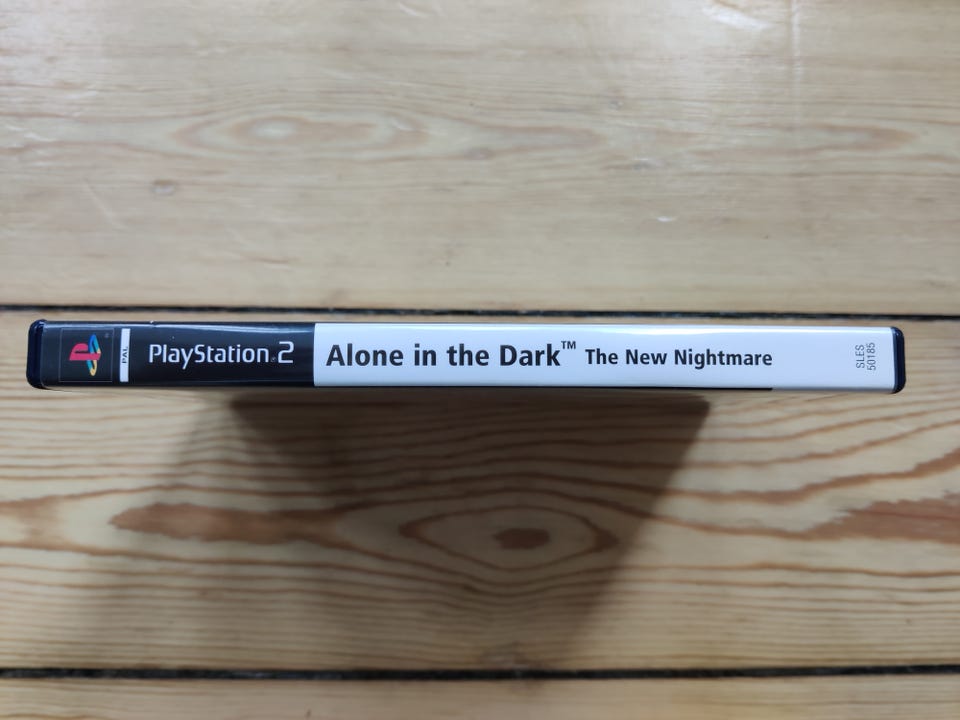 PAL
PlayStation®2
Alone in the Dark™ The New Nightmare
SLES
50185